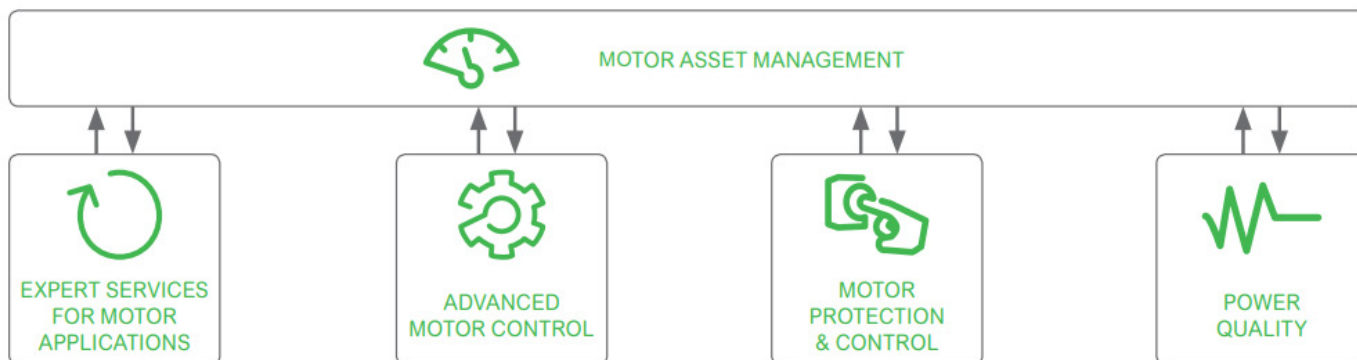 MOTOR ASSET MANAGEMENT
EXPERT SERVICES
FOR MOTOR
APPLICATIONS
ADVANCED
MOTOR CONTROL
MOTOR
PROTECTION
& CONTROL
POWER
QUALITY